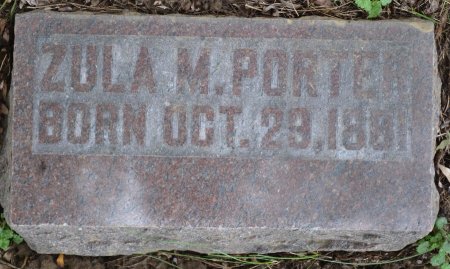 ZULA M. PORTER
BORN OCT. 29, 1881